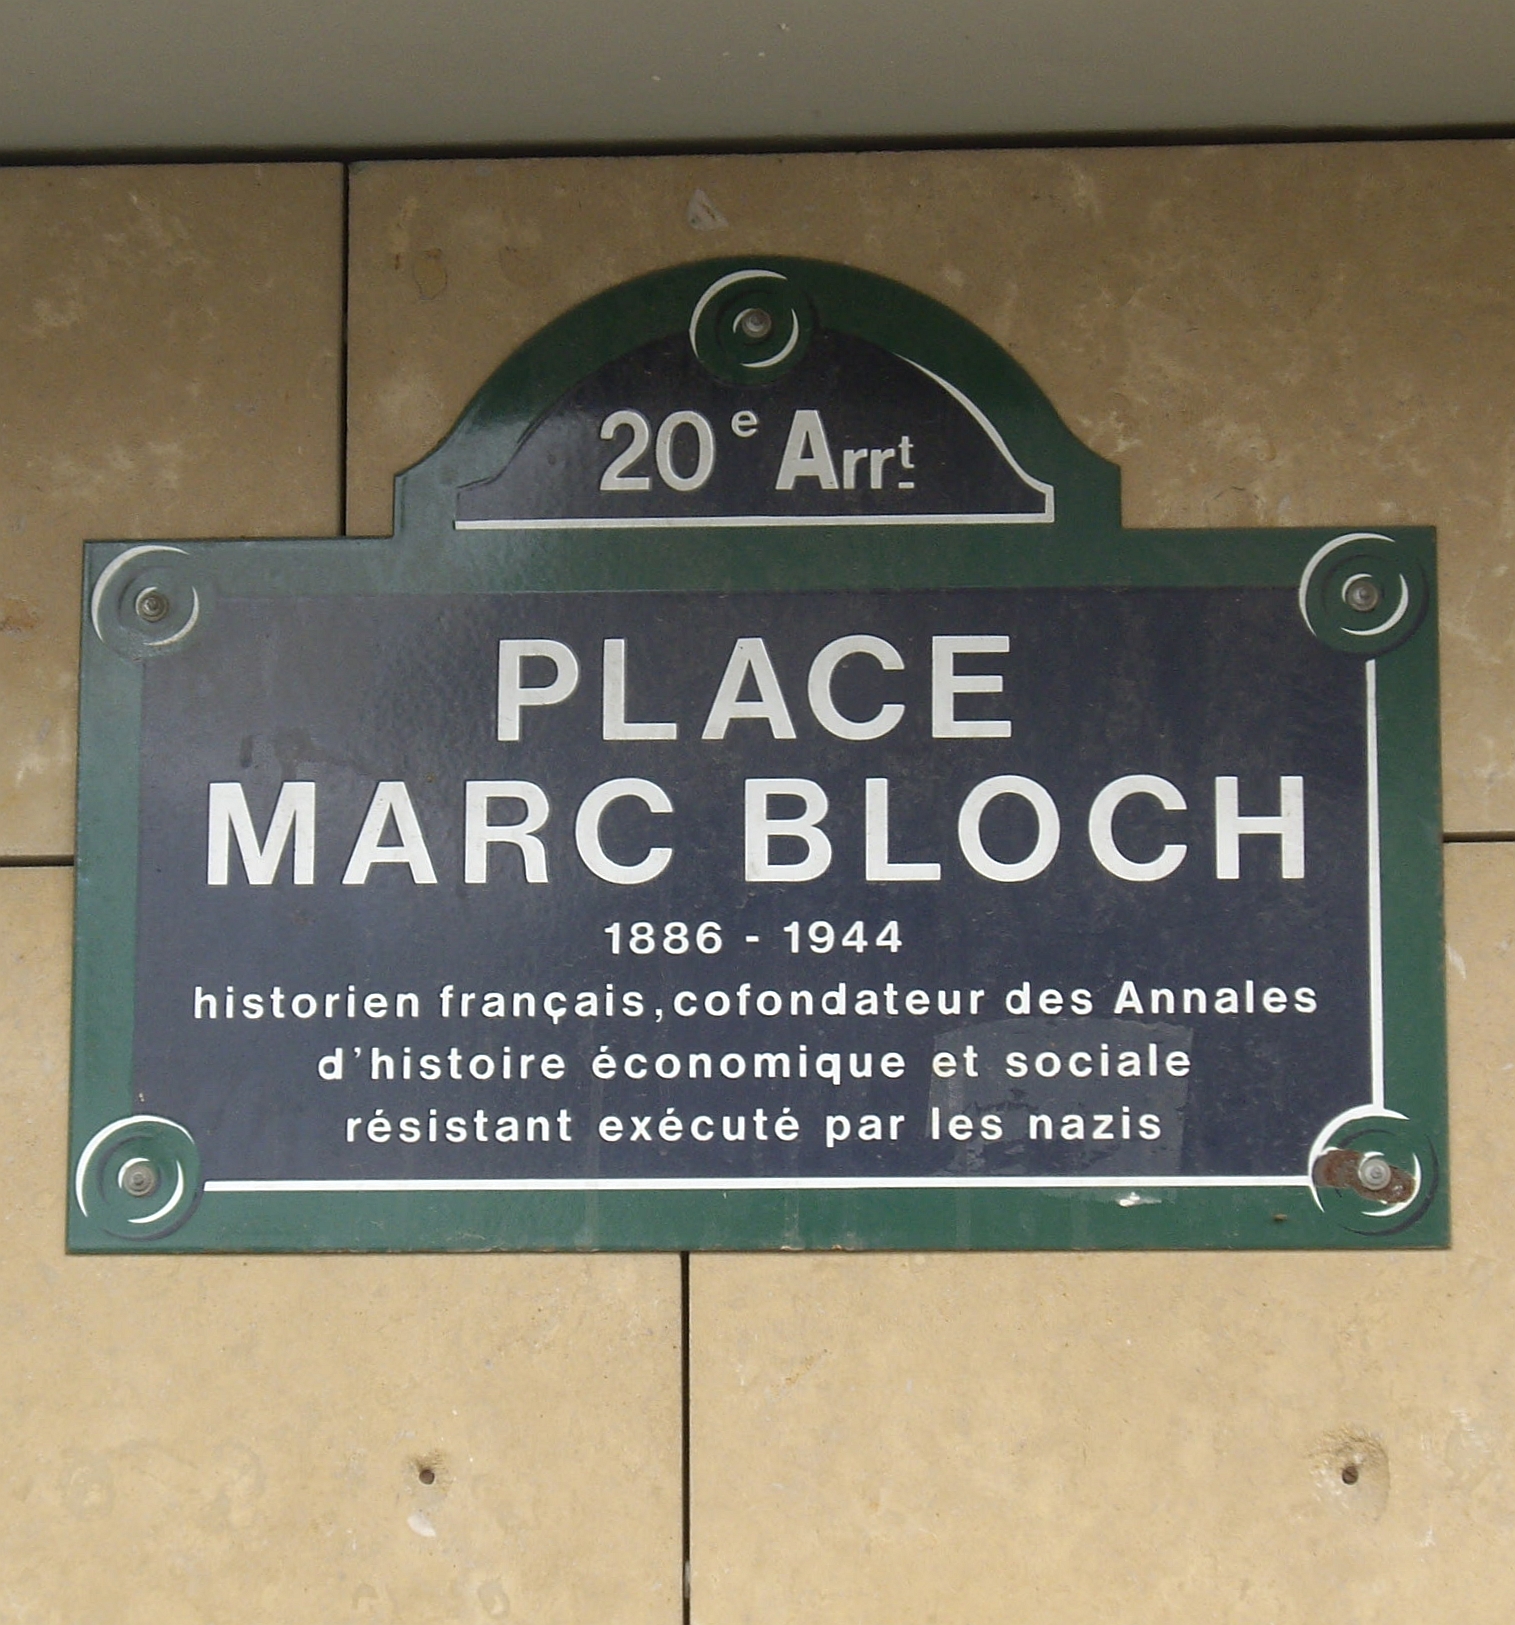 20e Arrt
PLACE
MARC BLOCH
1886 - 1944
historien français, cofondateur des Annales
d'histoire économique et sociale
résistant exécuté par les nazis